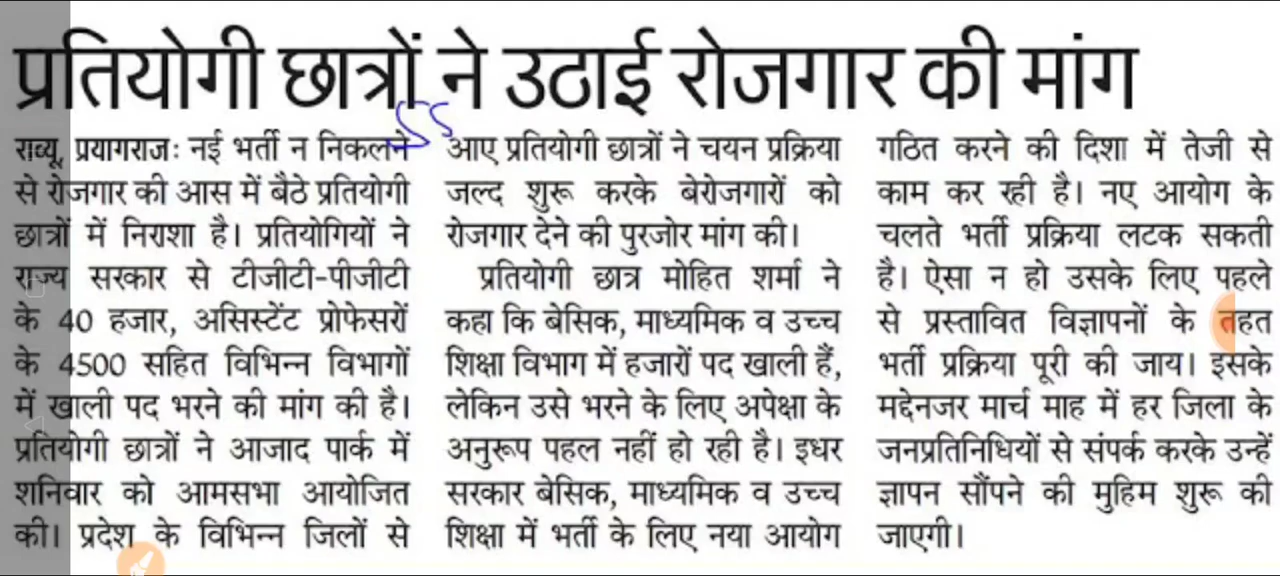 प्रतियोगी छात्रों ने उठाई रोजगार की मांग
राब्यू, प्रयागराजः नई भर्ती न निकलने
से रोजगार की आस में बैठे प्रतियोगी
छात्रों में निराशा है। प्रतियोगियों ने
राज्य सरकार से टीजीटी-पीजीटी
के 40 हजार, असिस्टेंट प्रोफेसरों
के 4500 सहित विभिन्न विभागों
में खाली पद भरने की मांग की है।
प्रतियोगी छात्रों ने आजाद पार्क में
शनिवार को आमसभा आयोजित
की। प्रदेश के विभिन्न जिलों से
आए प्रतियोगी छात्रों ने चयन प्रक्रिया
जल्द शुरू करके बेरोजगारों को
रोजगार देने की पुरजोर मांग की।
प्रतियोगी छात्र मोहित शर्मा ने
कहा कि बेसिक, माध्यमिक व उच्च
शिक्षा विभाग में हजारों पद खाली हैं,
लेकिन उसे भरने के लिए अपेक्षा के
अनुरूप पहल नहीं हो रही है। इधर
सरकार बेसिक, माध्यमिक व उच्च
शिक्षा में भर्ती के लिए नया आयोग
गठित करने की दिशा में तेजी से
काम कर रही है। नए आयोग के
चलते भर्ती प्रक्रिया लटक सकती
है। ऐसा न हो उसके लिए पहले
से प्रस्तावित विज्ञापनों के तहत
भर्ती प्रक्रिया पूरी की जाय। इसके
मद्देनजर मार्च माह में हर जिला के
जनप्रतिनिधियों से संपर्क करके उन्हें
ज्ञापन सौंपने की मुहिम शुरू की
जाएगी।